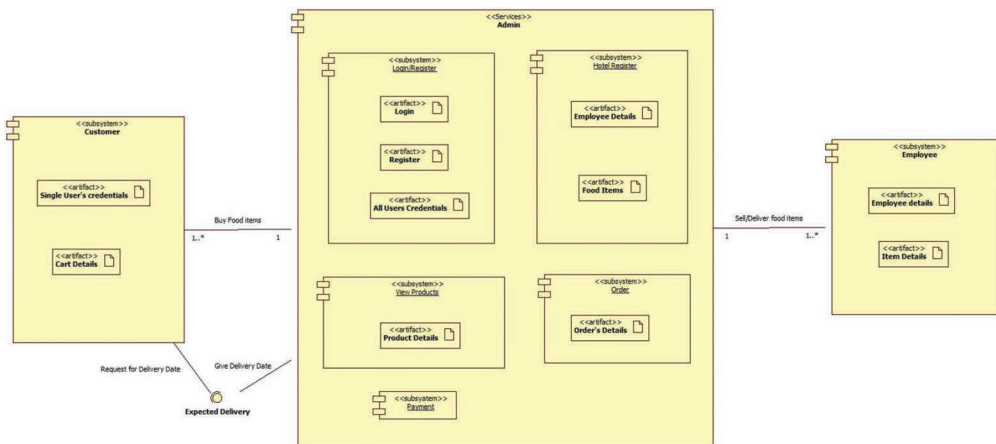 <<subsystem>>
Customer
<<artifact>>
Single User's credentials
<<artifact>>
Cart Details
Buy Food items
1..*
1
Request for Delivery Date
Give Delivery Date
Expected Delivery
<<Services>>
Admin
<<subsystem>>
Login/Register
<<artifact>>
Login
<<artifact>>
Register
<<artifact>>
All Users Credentials
<<subsystem>>
Hotel Register
<<artifact>>
Employee Details
<<artifact>>
Food Items
<<subsystem>>
View Products
<<artifact>>
Product Details
<<subsystem>>
Order
<<artifact>>
Order's Details
<<subsyatem>>
Payment
Sell/Deliver food items
1
1..*
<<subsystem>>
Employee
<<artifact>>
Employee details
<<artifact>>
Item Details